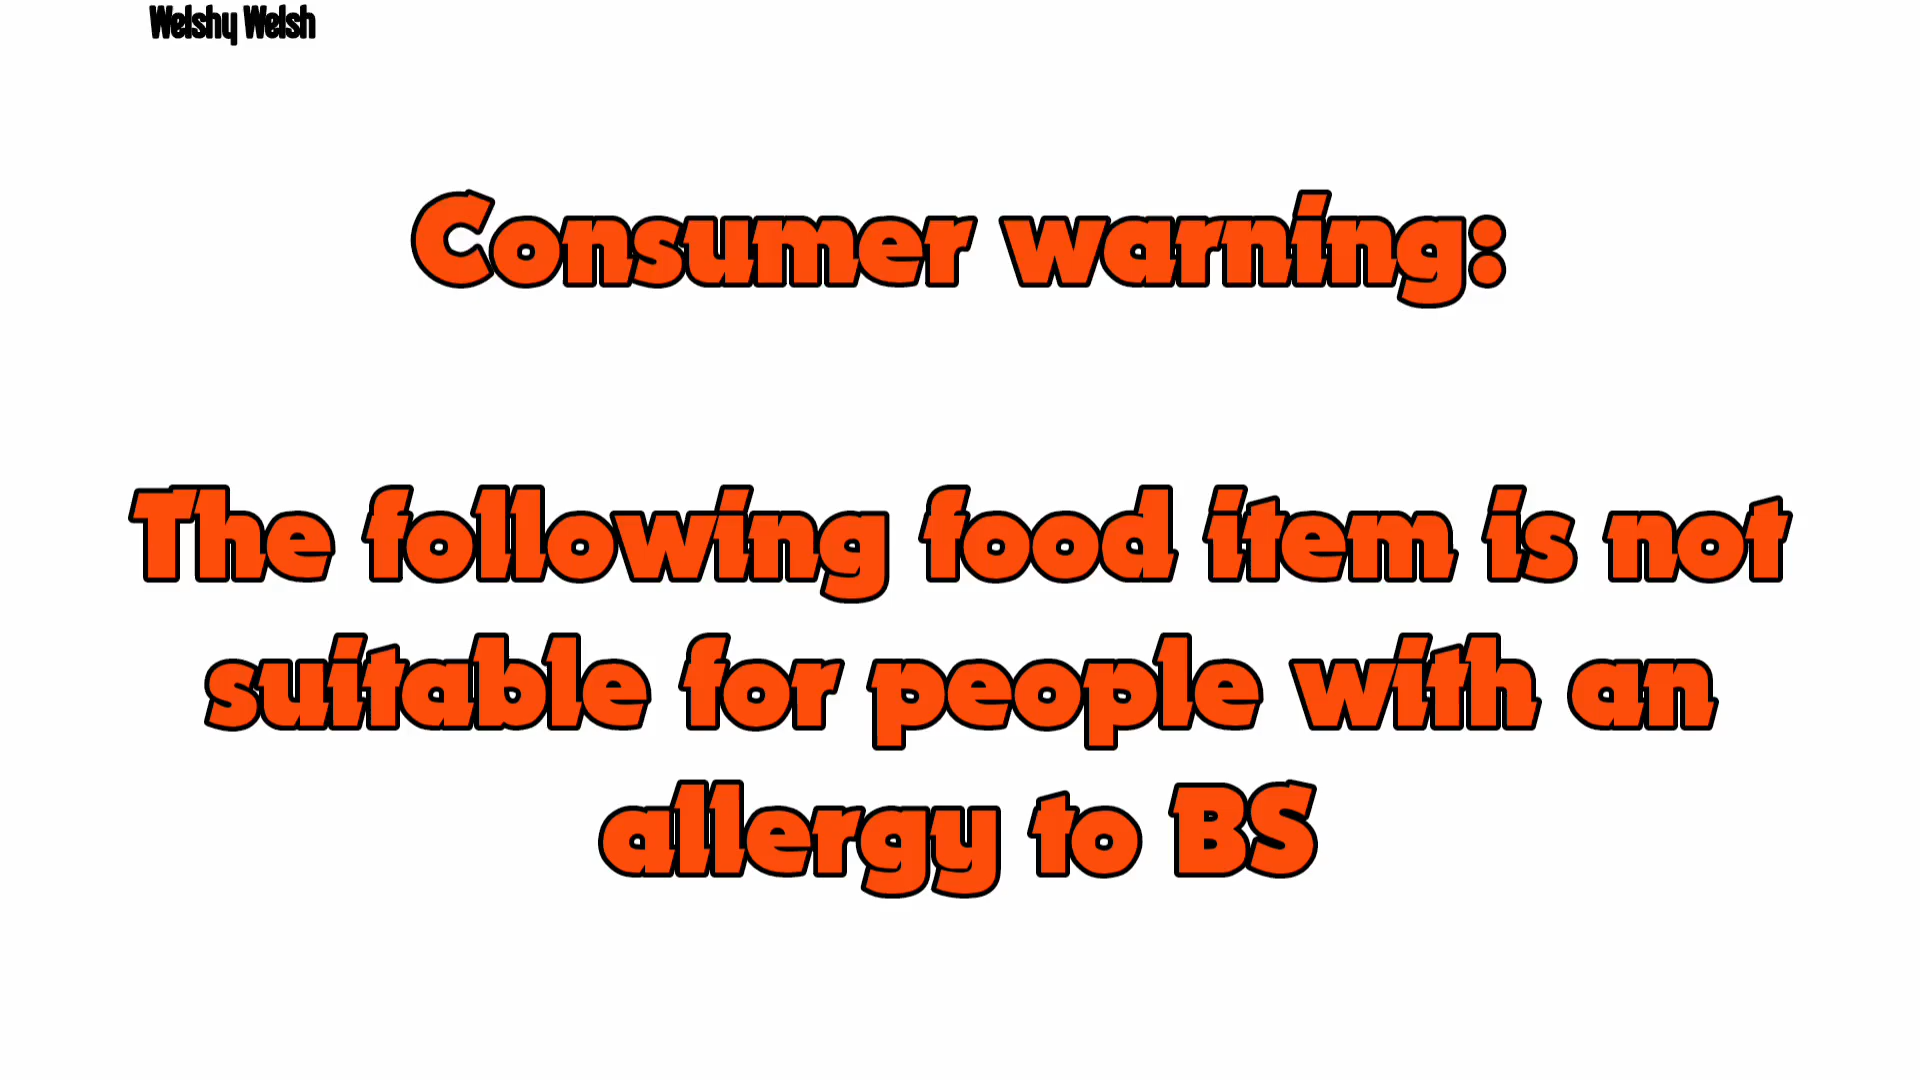 Welshy Welsh
Consumer warning:
The following food item is not
suitable for people with an
allergy to BS